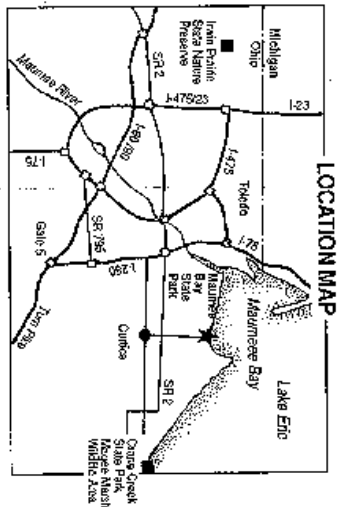 LOCATION MAP
Michigan
Ohio
Irwin Prairie
State Nature
Preserve
I-23
I-475/23
SR 2
I-475
Toledo
I-75
Maumee River
I-80/90
I-75
SR 795
Gate 5
I-280
Turn Pike
Maumee
Bay
State
Park
Maumee Bay
Lake Erie
Curtice
SR 2
Crane Creek
State Park
Magee Marsh
Wildlife Area